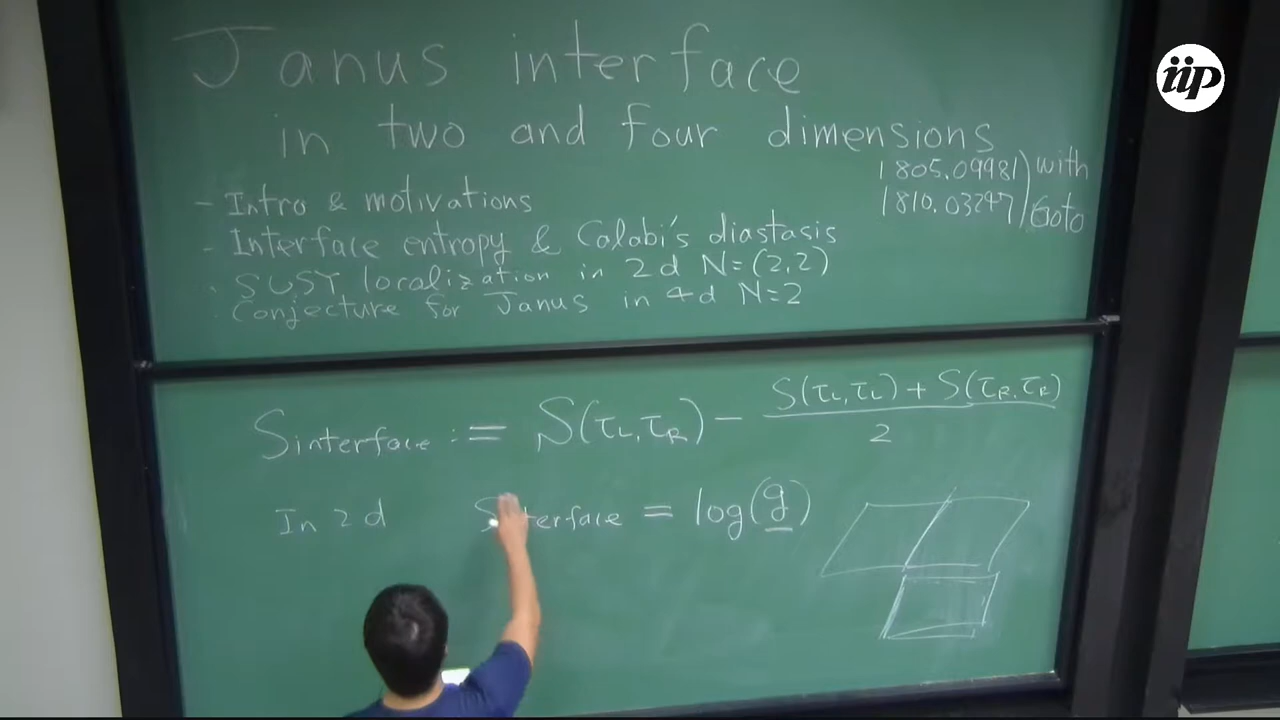 Janus interface
in two and four dimensions
1805.09981) with
1810.03247) Goto
- Intro & motivations
- Interface entropy & Calabi's diastasis
. SUSY localization in 2d N=(2,2)
. Conjecture for Janus in 4d N=2
Sinterface := S(τL,τR) - S(τL,τL) + S(τR,τR)
2
In 2d S terface = log(g)
iip